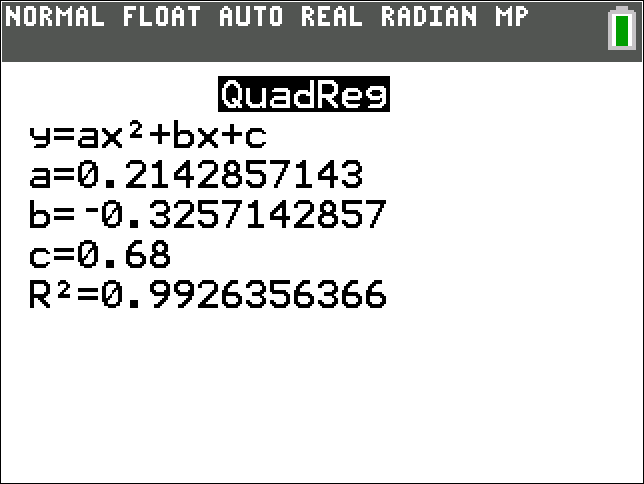 NORMAL FLOAT AUTO REAL RADIAN MP
QuadReg
y=ax²+bx+c
a=0.2142857143
b=-0.3257142857
c=0.68
R²=0.9926356366